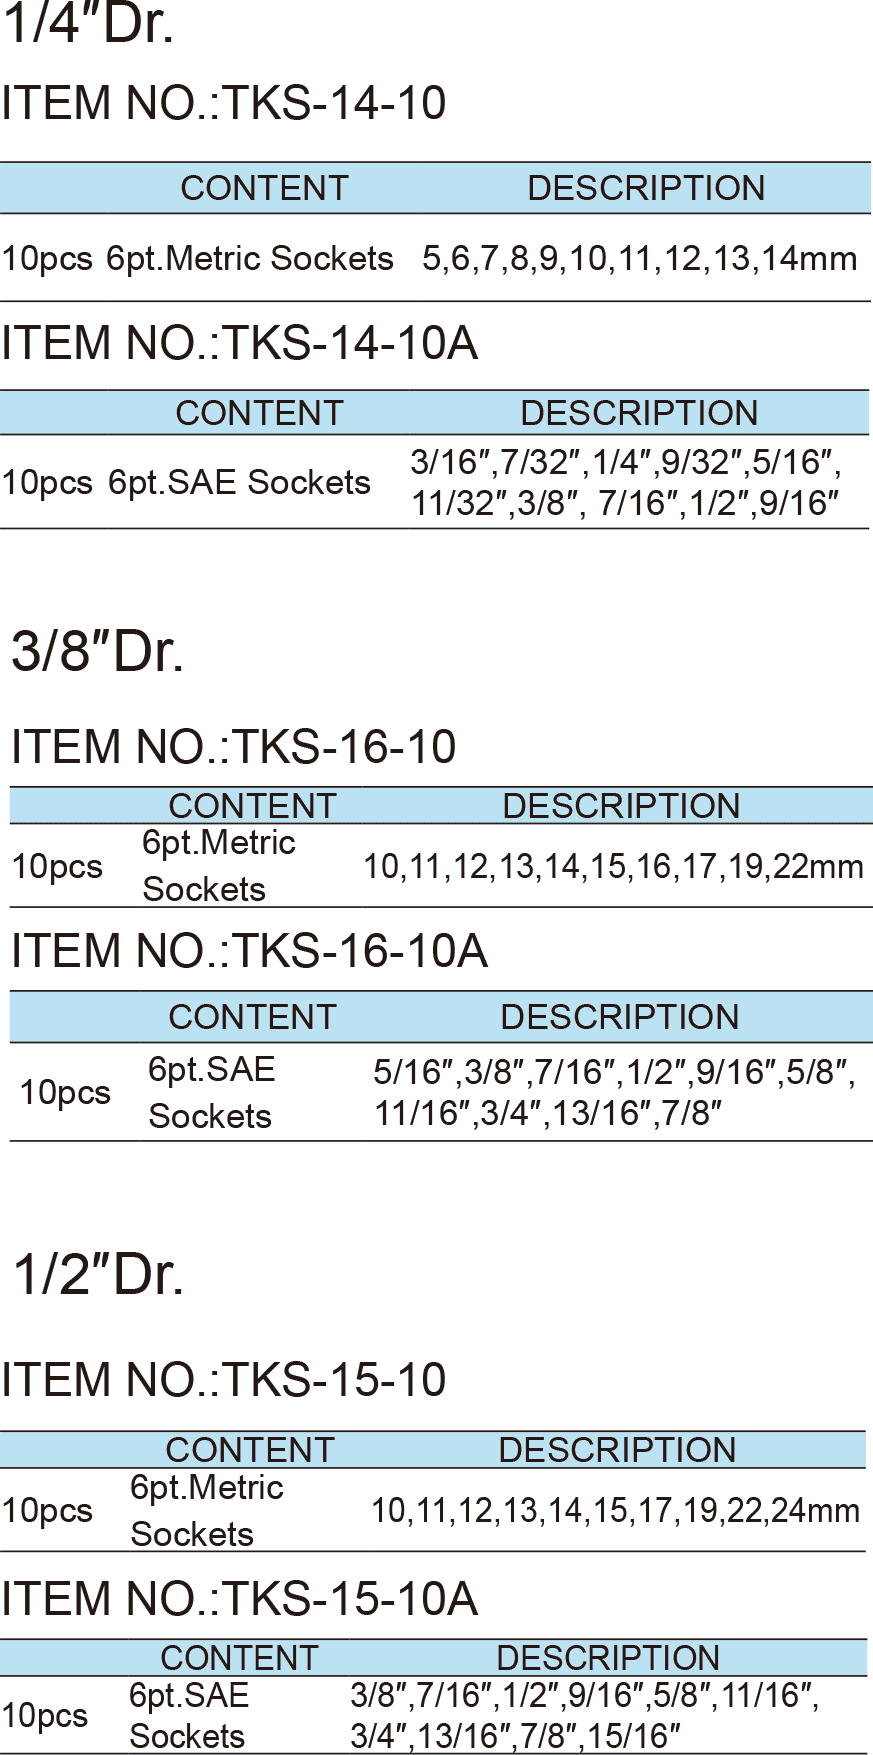 1/4″Dr.
ITEM NO.:TKS-14-10
CONTENT DESCRIPTION
10pcs 6pt.Metric Sockets 5,6,7,8,9,10,11,12,13,14mm
ITEM NO.:TKS-14-10A
CONTENT DESCRIPTION
10pcs 6pt.SAE Sockets 3/16″,7/32″,1/4″,9/32″,5/16″,
11/32″,3/8″, 7/16″,1/2″,9/16″
3/8″Dr.
ITEM NO.:TKS-16-10
CONTENT DESCRIPTION
10pcs 6pt.Metric
Sockets 10,11,12,13,14,15,16,17,19,22mm
ITEM NO.:TKS-16-10A
CONTENT DESCRIPTION
10pcs 6pt.SAE
Sockets 5/16″,3/8″,7/16″,1/2″,9/16″,5/8″,
11/16″,3/4″,13/16″,7/8″
1/2″Dr.
ITEM NO.:TKS-15-10
CONTENT DESCRIPTION
10pcs 6pt.Metric
Sockets 10,11,12,13,14,15,17,19,22,24mm
ITEM NO.:TKS-15-10A
CONTENT DESCRIPTION
10pcs 6pt.SAE
Sockets 3/8″,7/16″,1/2″,9/16″,5/8″,11/16″,
3/4″,13/16″,7/8″,15/16″